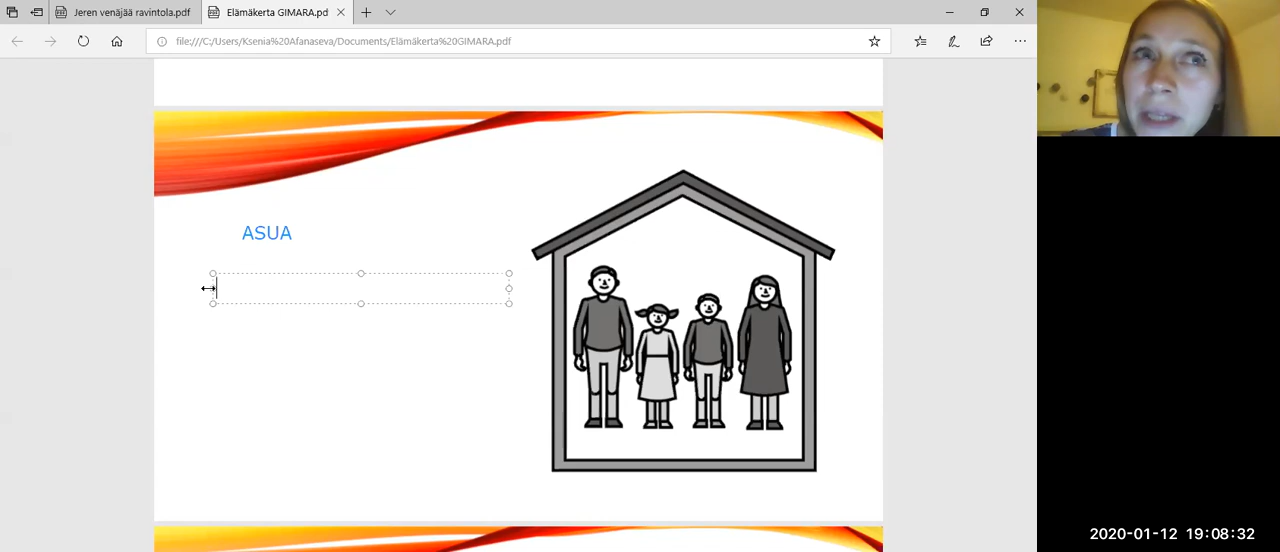 Jeren venäjää ravintola.pdf
Elämäkerta GIMARA.pd
file:///C:/Users/Ksenia%20Afanaseva/Documents/Elämäkerta%20GIMARA.pdf
ASUA
2020-01-12 19:08:32